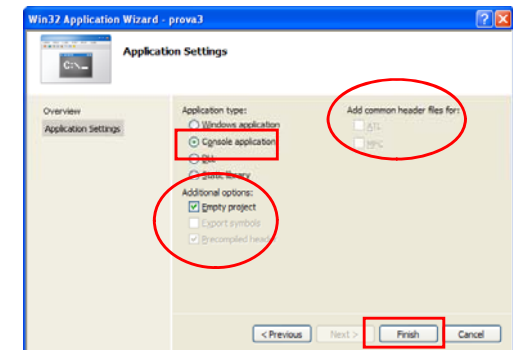 Win32 Application Wizard - prova3
C:\_
Application Settings
Overview
Application Settings
Application type:
Windows application
Console application
DLL
Static library
Additional options:
Empty project
Export symbols
Precompiled header
Add common header files for:
ATL
MFC
< Previous
Next >
Finish
Cancel